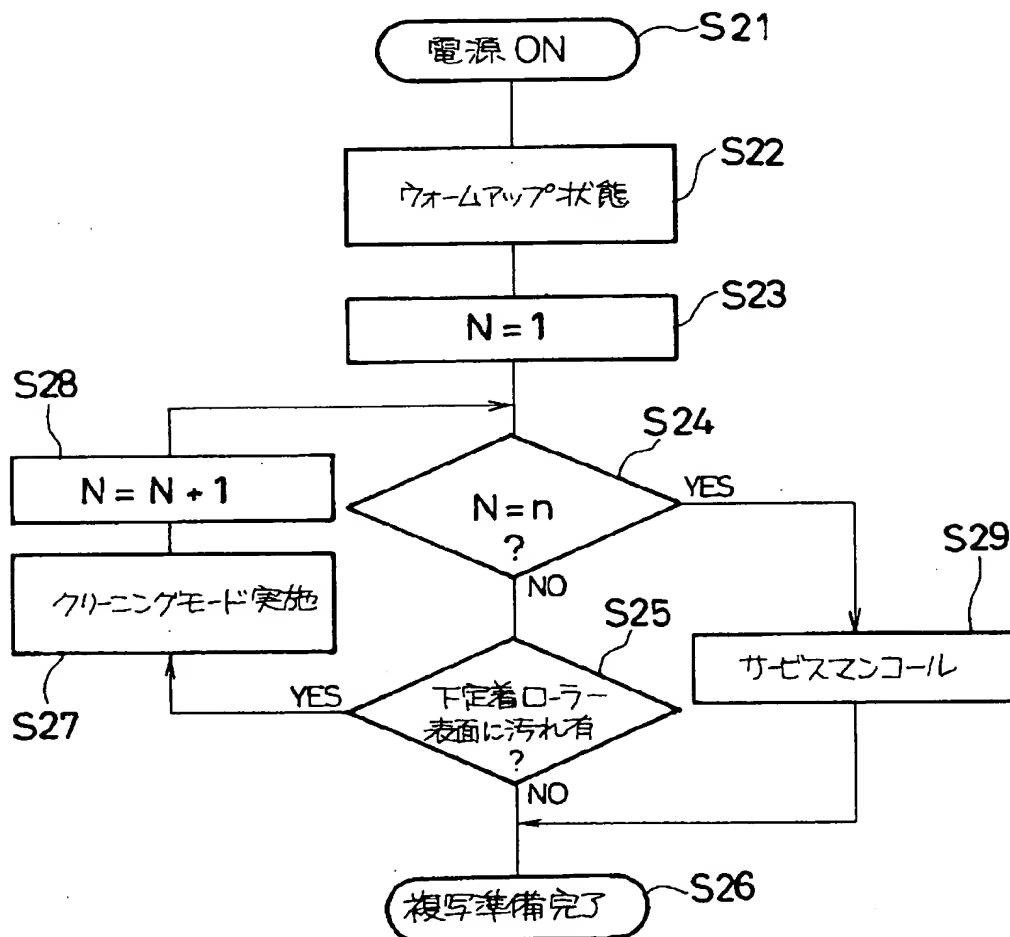 電源 ON
S21
ウォームアップ状態
S22
N = 1
S23
S28
N = N + 1
N = n
?
S24
YES
NO
クリーニングモード実施
S27
YES
下定着ローラー
表面に汚れ有
?
S25
NO
サービスマンコール
S29
複写準備完了
S26